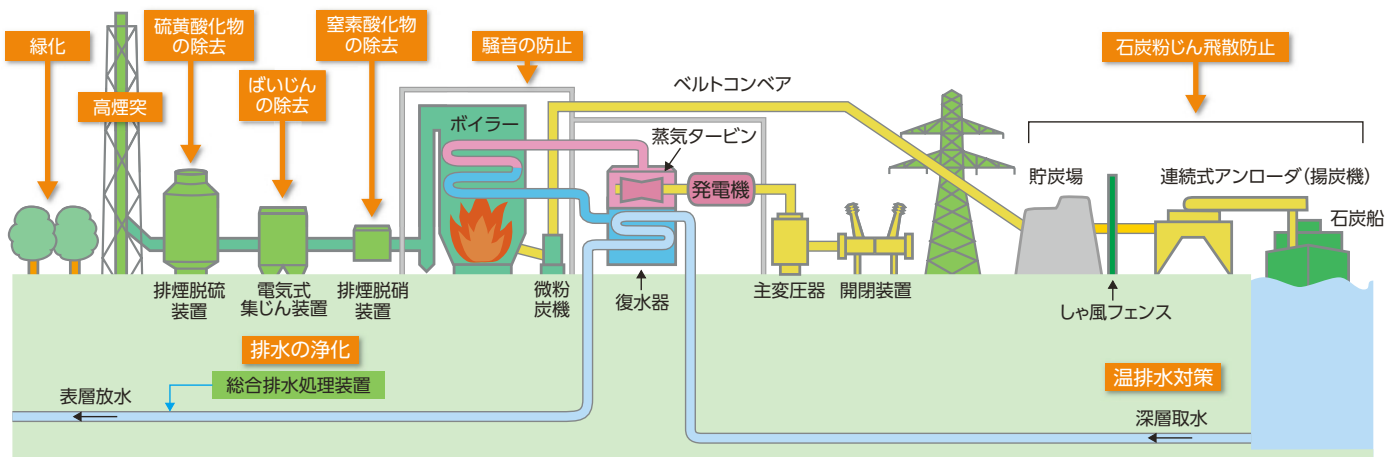 緑化
高煙突
硫黄酸化物
の除去
ばいじん
の除去
窒素酸化物
の除去
騒音の防止
石炭粉じん飛散防止
ベルトコンベア
ボイラー
蒸気タービン
発電機
貯炭場
連続式アンローダ(揚炭機)
石炭船
排煙脱硫
装置
電気式
集じん装置
排煙脱硝
装置
微粉
炭機
復水器
主変圧器
開閉装置
しゃ風フェンス
排水の浄化
総合排水処理装置
温排水対策
表層放水
深層取水